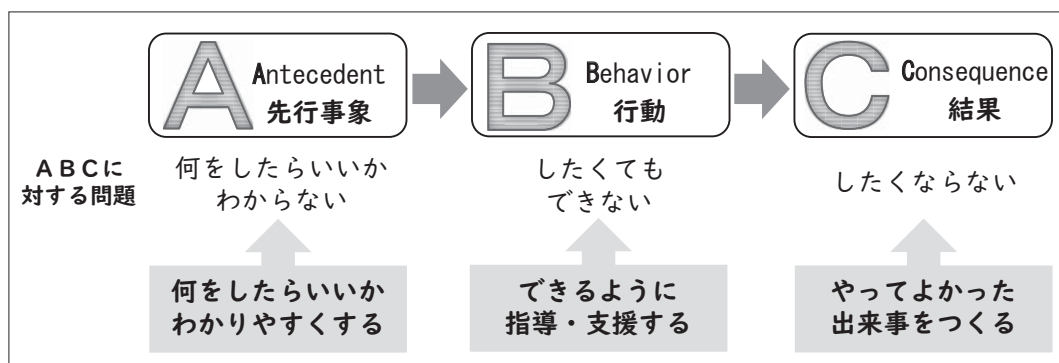 A Antecedent
先行事象
B Behavior
行動
C Consequence
結果
ABCに
対する問題
何をしたらいいか
わからない
したくても
できない
したくならない
何をしたらいいか
わかりやすくする
できるように
指導・支援する
やってよかった
出来事をつくる